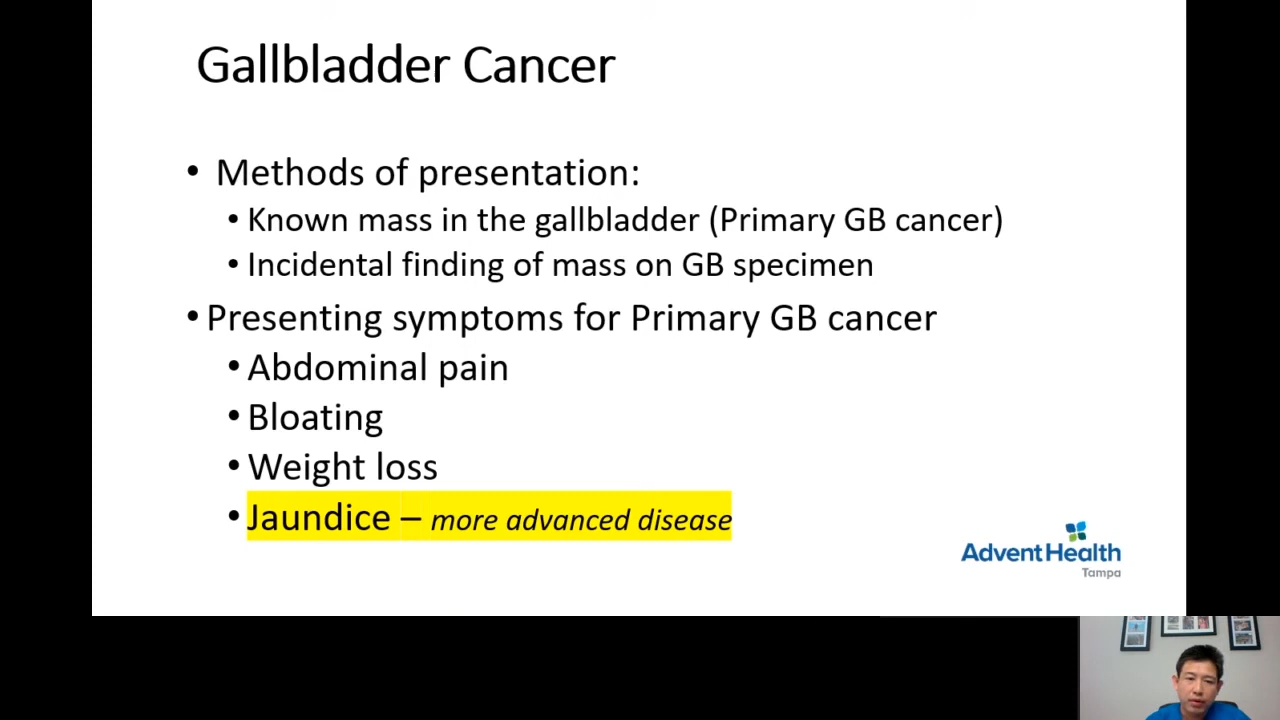 Gallbladder Cancer
• Methods of presentation:
• Known mass in the gallbladder (Primary GB cancer)
• Incidental finding of mass on GB specimen
• Presenting symptoms for Primary GB cancer
• Abdominal pain
• Bloating
• Weight loss
• Jaundice – more advanced disease
AdventHealth
Tampa